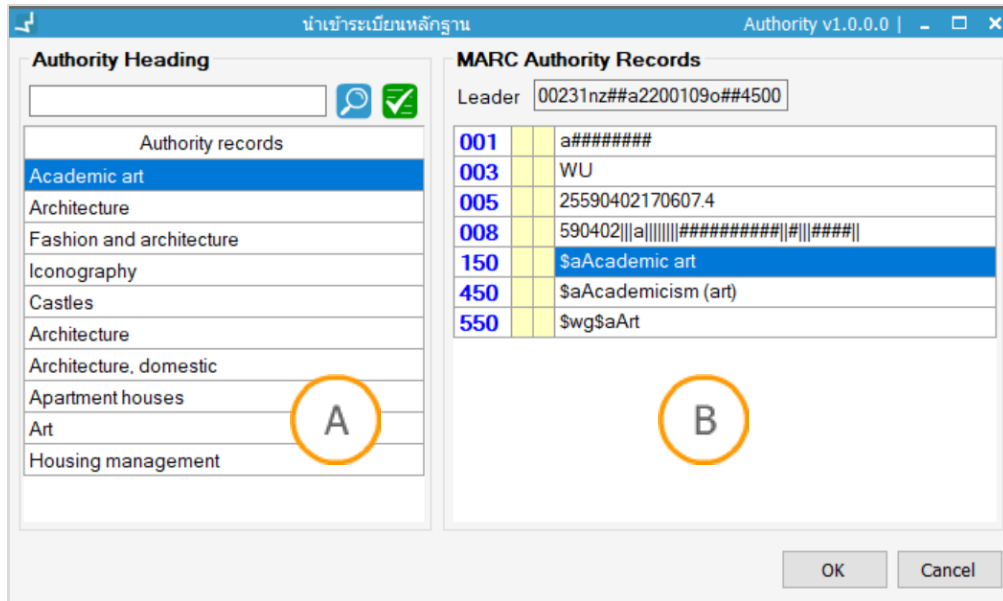 นำเข้าระเบียนหลักฐาน Authority v1.0.0.0 |
Authority Heading
Authority records
Academic art
Architecture
Fashion and architecture
Iconography
Castles
Architecture
Architecture, domestic
Apartment houses
Art
Housing management
A
MARC Authority Records
Leader 00231nz##a2200109o##4500
001 a########
003 WU
005 25590402170607.4
008 590402|||a||||||||##########||#|||####||
150 $aAcademic art
450 $aAcademicism (art)
550 $wg$aArt
B
OK Cancel